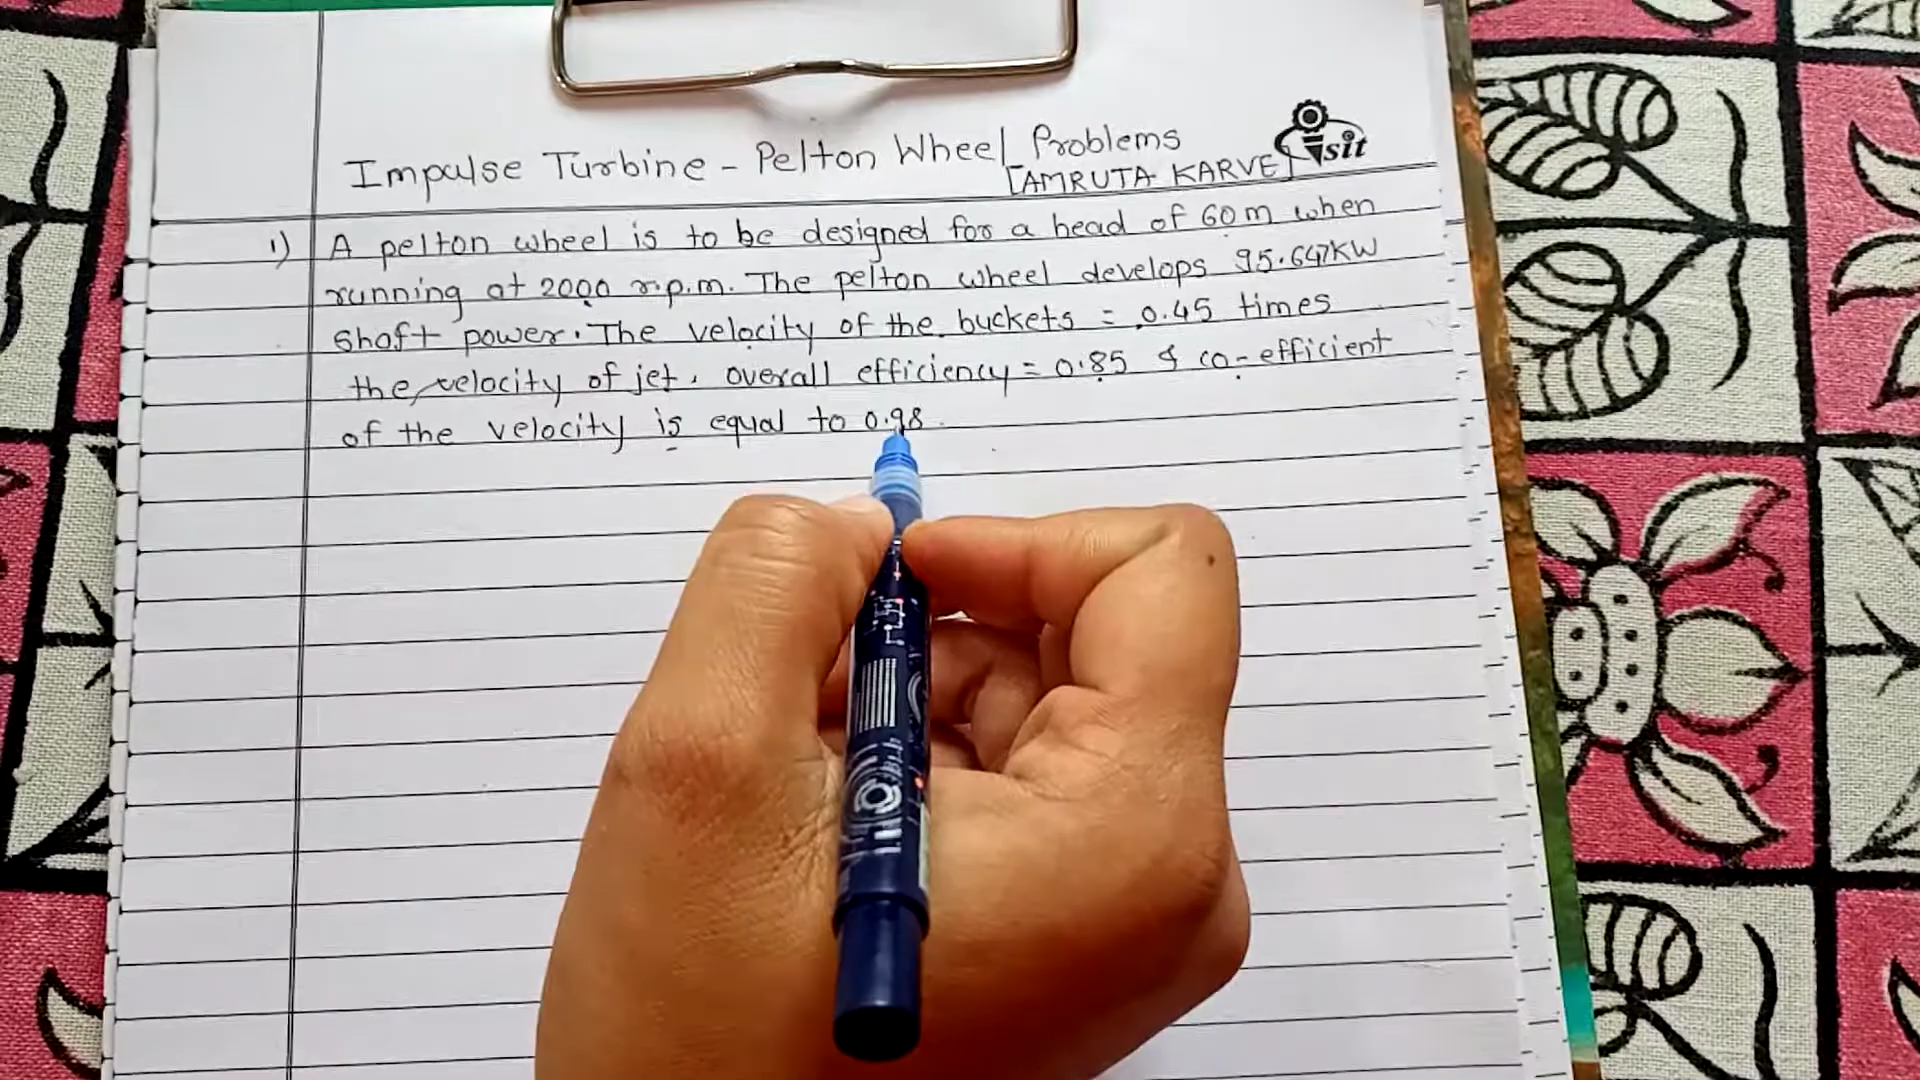 Impulse Turbine - Pelton Wheel Problems
sit
[AMRUTA KARVE]
1) A pelton wheel is to be designed for a head of 60m when
running at 2000 r.p.m. The pelton wheel develops 95.647KW
shaft power. The velocity of the buckets = 0.45 times
the velocity of jet, overall efficiency = 0.85 & co-efficient
of the velocity is equal to 0.98.